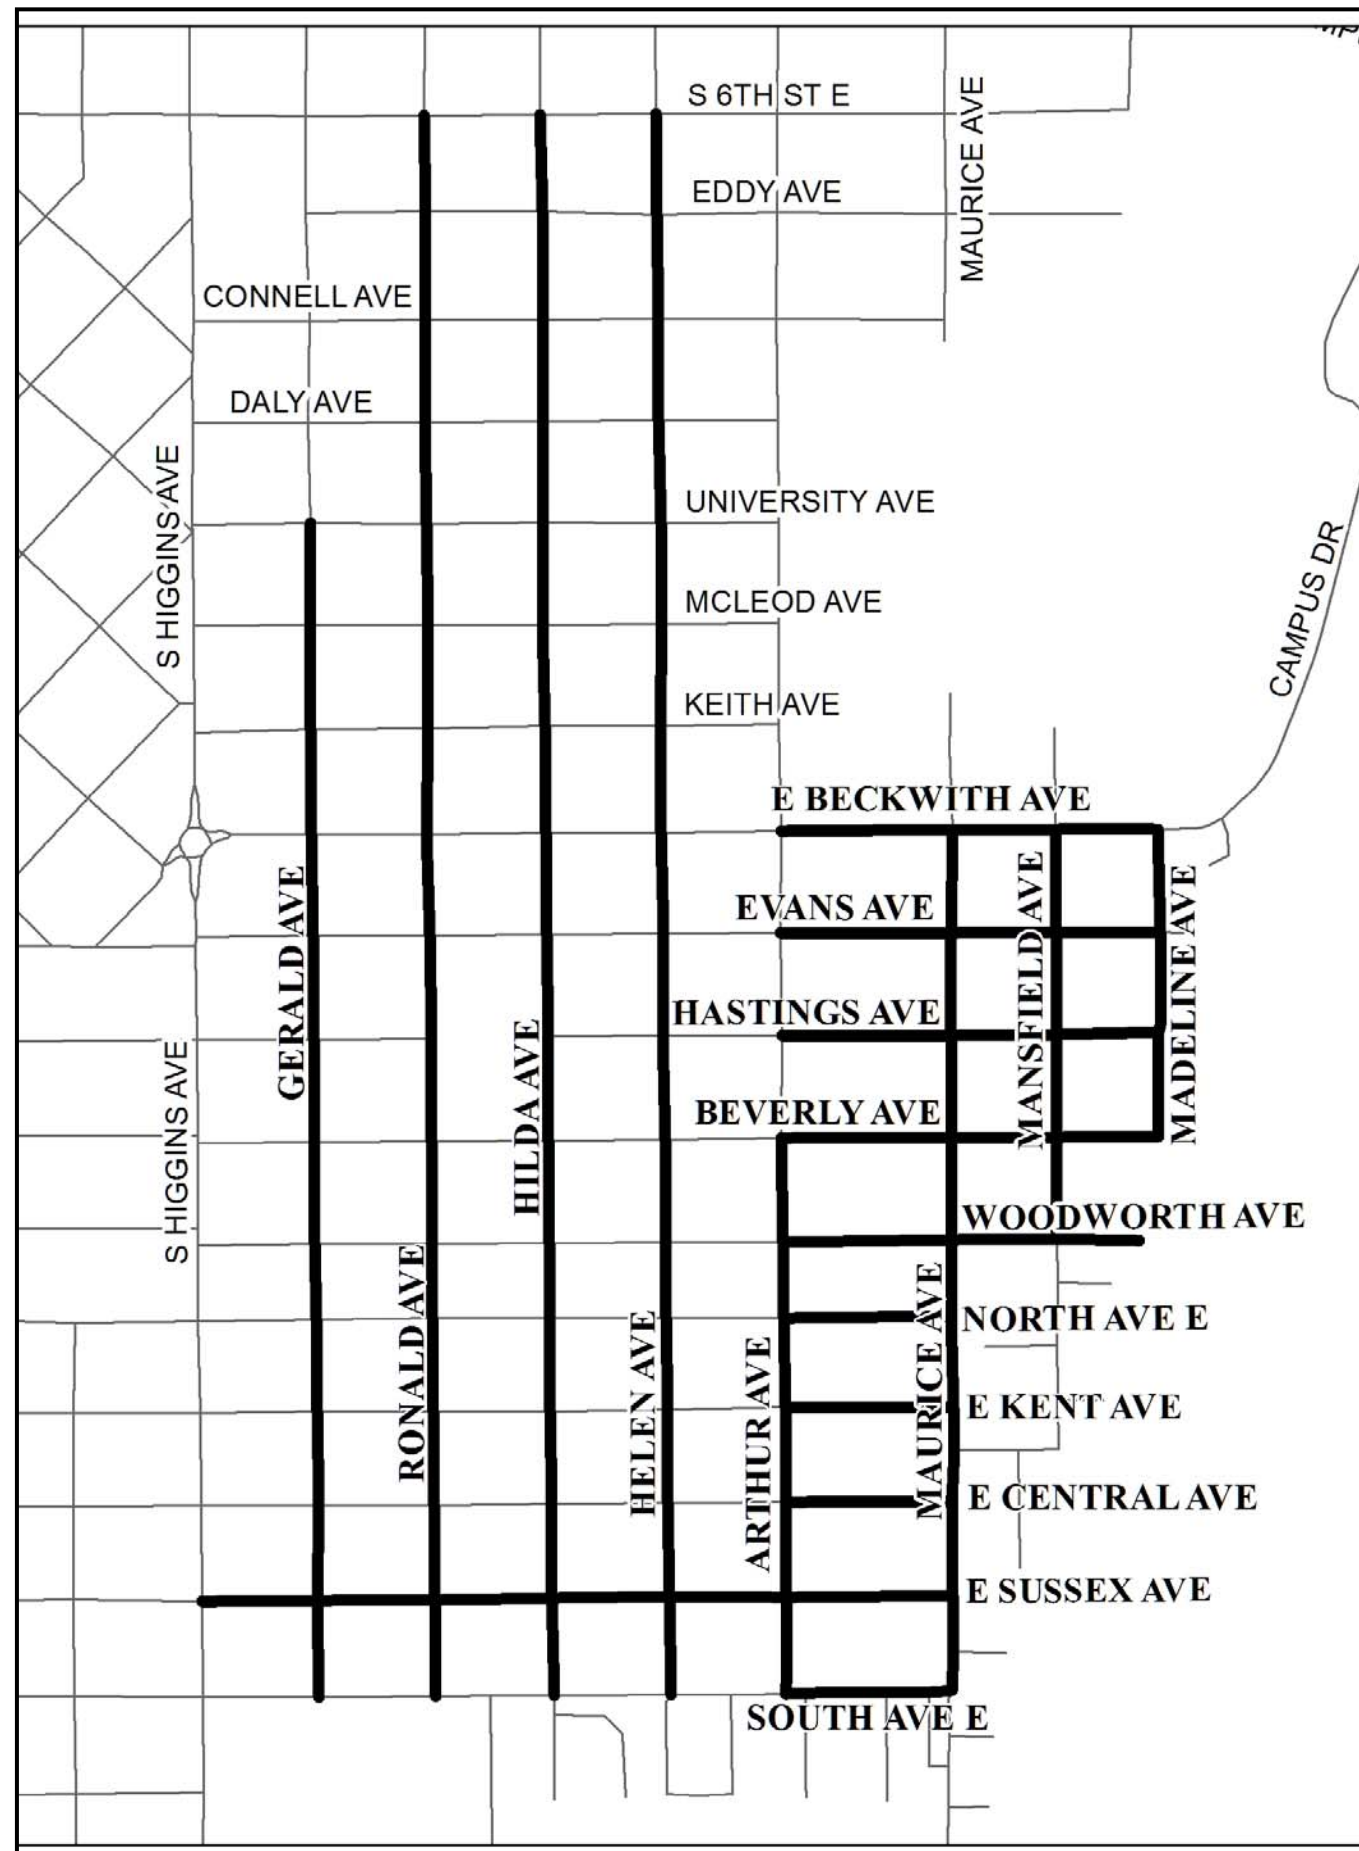 S 6TH ST E
MAURICE AVE
EDDY AVE
CONNELL AVE
DALY AVE
S HIGGINS AVE
UNIVERSITY AVE
CAMPUS DR
MCLEOD AVE
KEITH AVE
E BECKWITH AVE
GERALD AVE
EVANS AVE
MANSFIELD AVE
MADELINE AVE
HASTINGS AVE
HILDA AVE
S HIGGINS AVE
BEVERLY AVE
WOODWORTH AVE
RONALD AVE
MAURICE AVE
NORTH AVE E
HELEN AVE
ARTHUR AVE
E KENT AVE
E CENTRAL AVE
E SUSSEX AVE
SOUTH AVE E